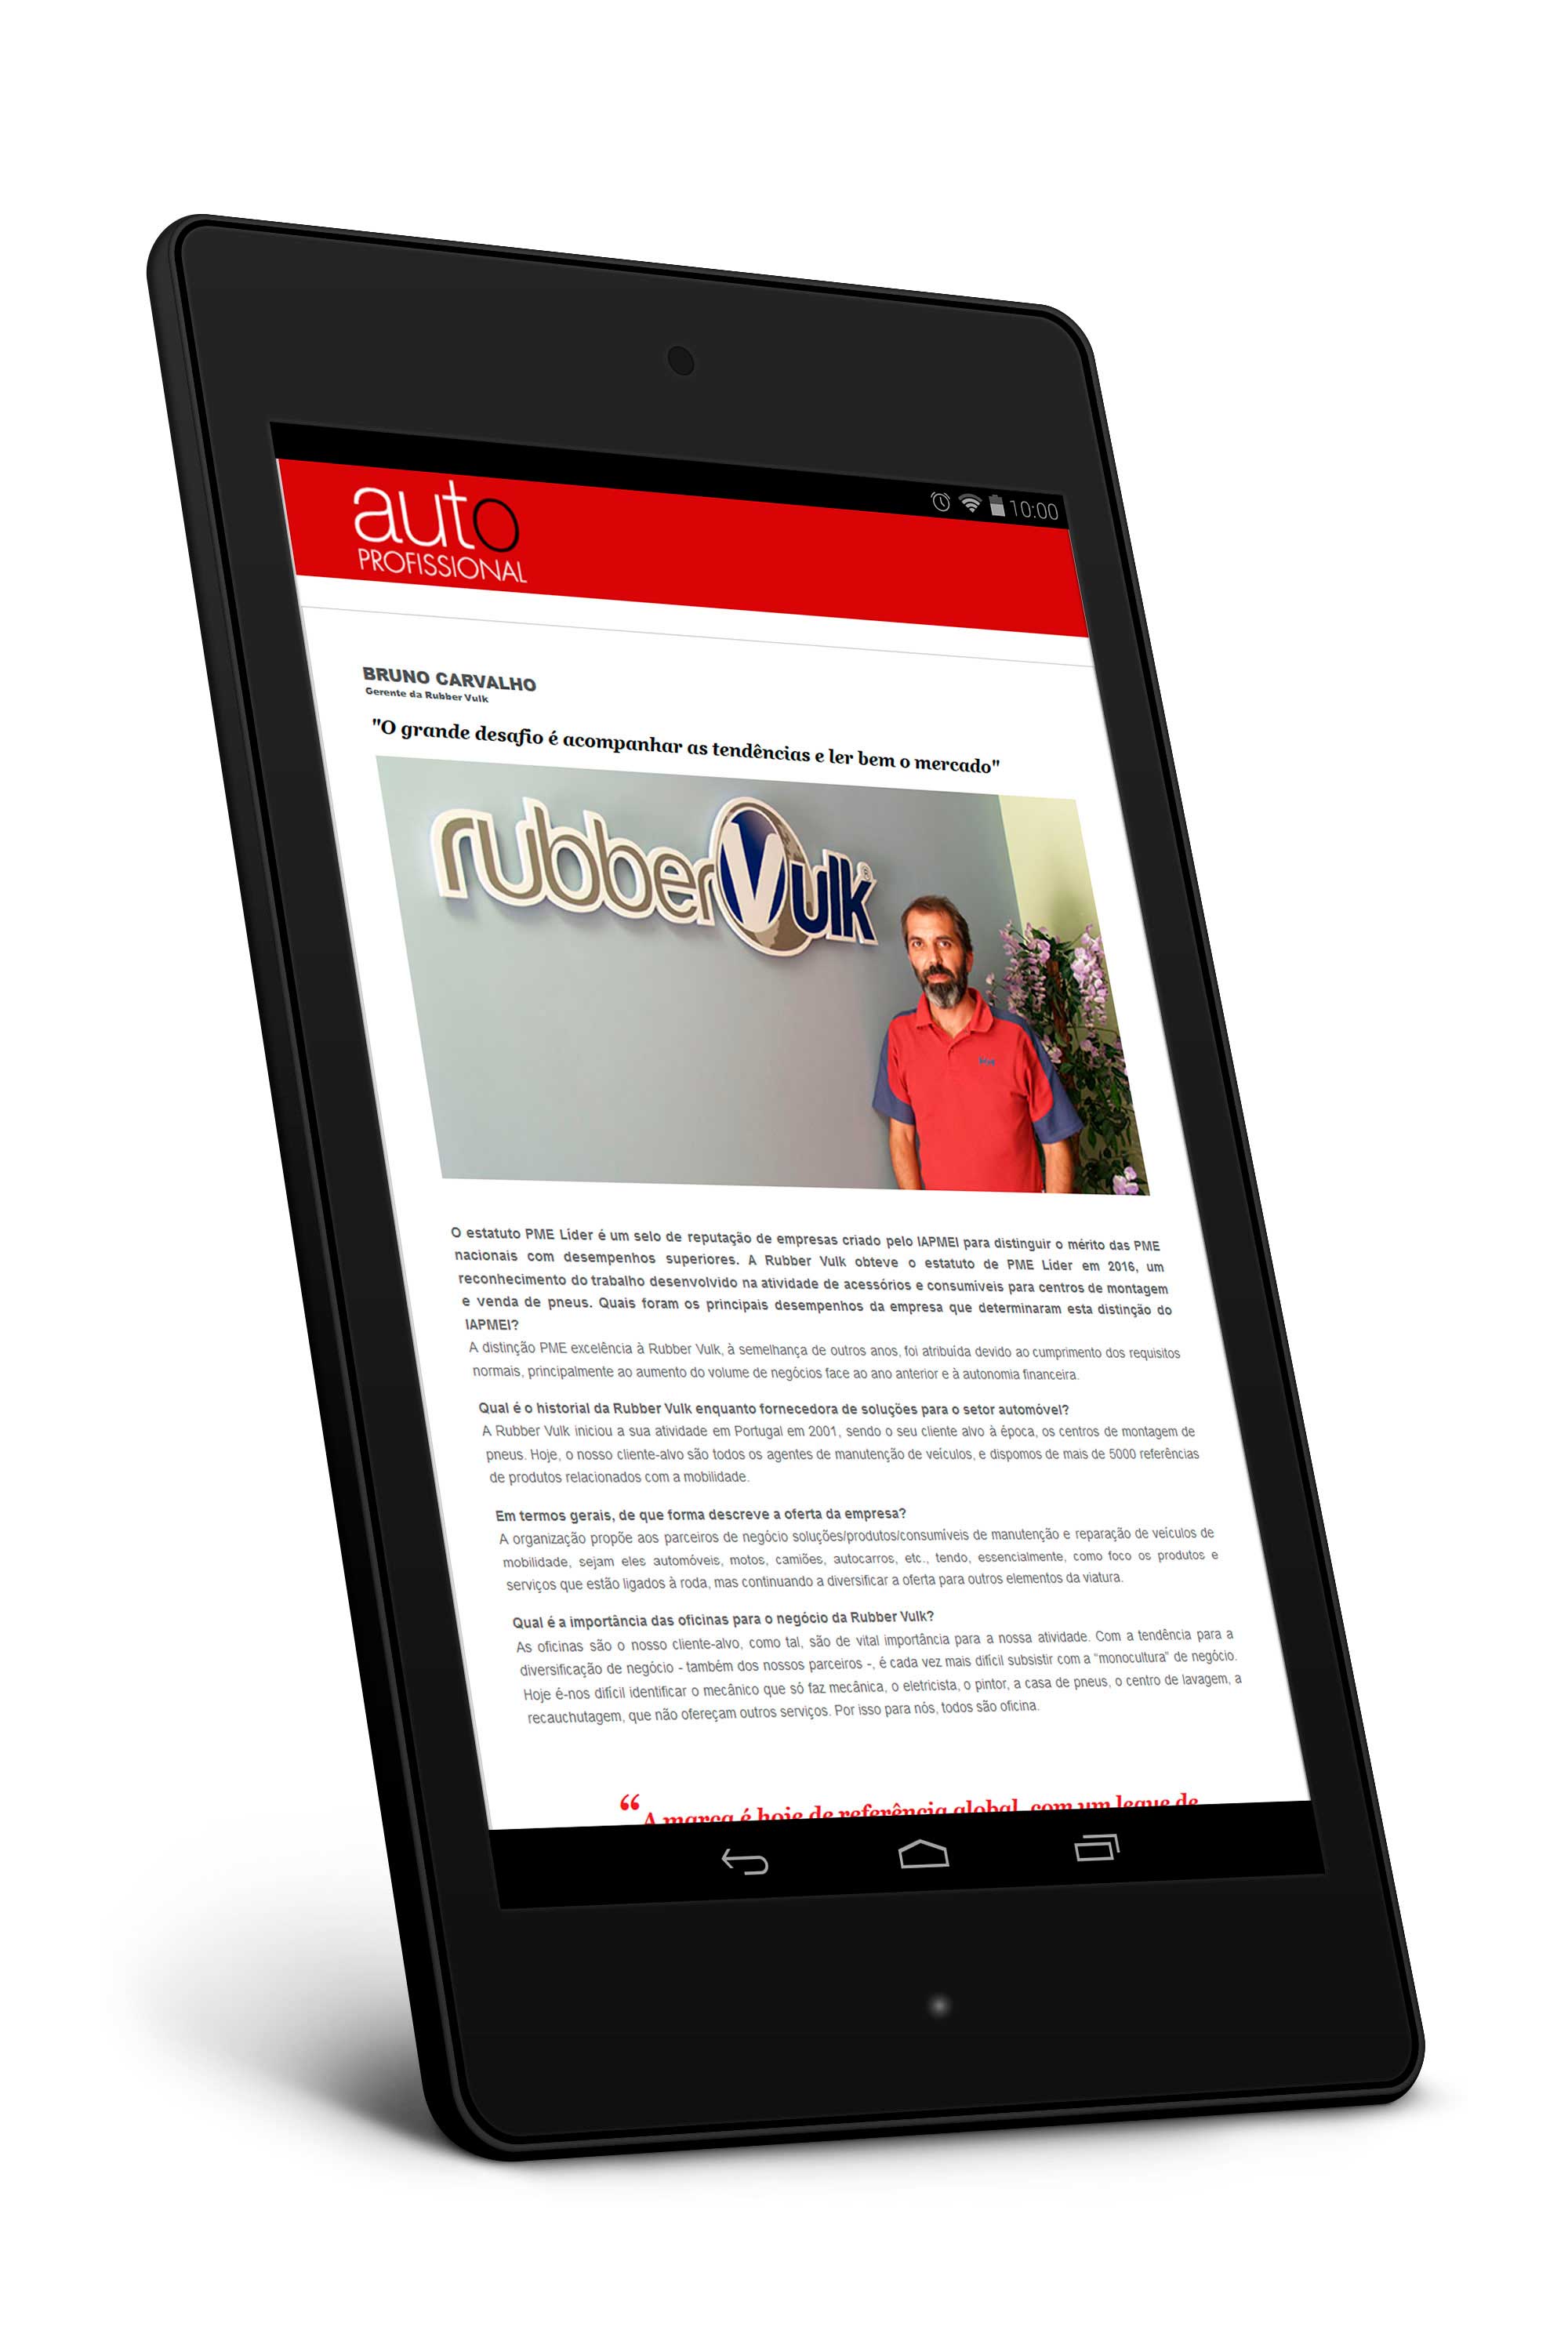 10:00
auto
PROFISSIONAL
BRUNO CARVALHO
Gerente da Rubber Vulk
"O grande desafio é acompanhar as tendências e ler bem o mercado"
rubberVulk®
O estatuto PME Líder é um selo de reputação de empresas criado pelo IAPMEI para distinguir o mérito das PME
nacionais com desempenhos superiores. A Rubber Vulk obteve o estatuto de PME Lider em 2016, um
reconhecimento do trabalho desenvolvido na atividade de acessórios e consumíveis para centros de montagem
e venda de pneus. Quais foram os principais desempenhos da empresa que determinaram esta distinção do
IAPMEI?
A distinção PME excelência à Rubber Vulk, à semelhança de outros anos, foi atribuída devido ao cumprimento dos requisitos
normais, principalmente ao aumento do volume de negócios face ao ano anterior e à autonomia financeira.
Qual é o historial da Rubber Vulk enquanto fornecedora de soluções para o setor automóvel?
A Rubber Vulk iniciou a sua atividade em Portugal em 2001, sendo o seu cliente alvo à época, os centros de montagem de
pneus. Hoje, o nosso cliente-alvo são todos os agentes de manutenção de veículos, e dispomos de mais de 5000 referências
de produtos relacionados com a mobilidade.
Em termos gerais, de que forma descreve a oferta da empresa?
A organização propõe aos parceiros de negócio soluções/produtos/consumíveis de manutenção e reparação de veículos de
mobilidade, sejam eles automóveis, motos, camiões, autocarros, etc., tendo, essencialmente, como foco os produtos e
serviços que estão ligados à roda, mas continuando a diversificar a oferta para outros elementos da viatura.
Qual é a importância das oficinas para o negócio da Rubber Vulk?
As oficinas são o nosso cliente-alvo, como tal, são de vital importância para a nossa atividade. Com a tendência para a
diversificação de negócio - também dos nossos parceiros -, é cada vez mais difícil subsistir com a “monocultura” de negócio.
Hoje é-nos difícil identificar o mecânico que só faz mecânica, o eletricista, o pintor, a casa de pneus, o centro de lavagem, a
recauchutagem, que não ofereçam outros serviços. Por isso para nós, todos são oficina.
“ A marca é hoje de referência global, com um leque de